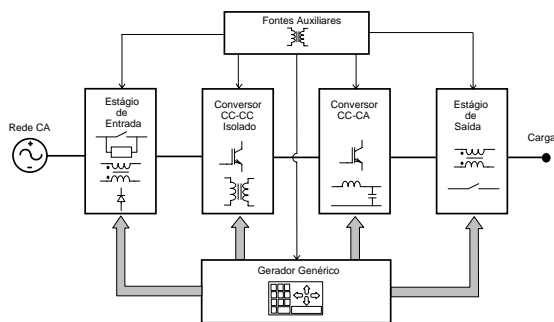 Fontes Auxiliares
Rede CA
Estágio
de
Entrada
Conversor
CC-CC
Isolado
Conversor
CC-CA
Estágio
de
Saída
Carga
Gerador Genérico